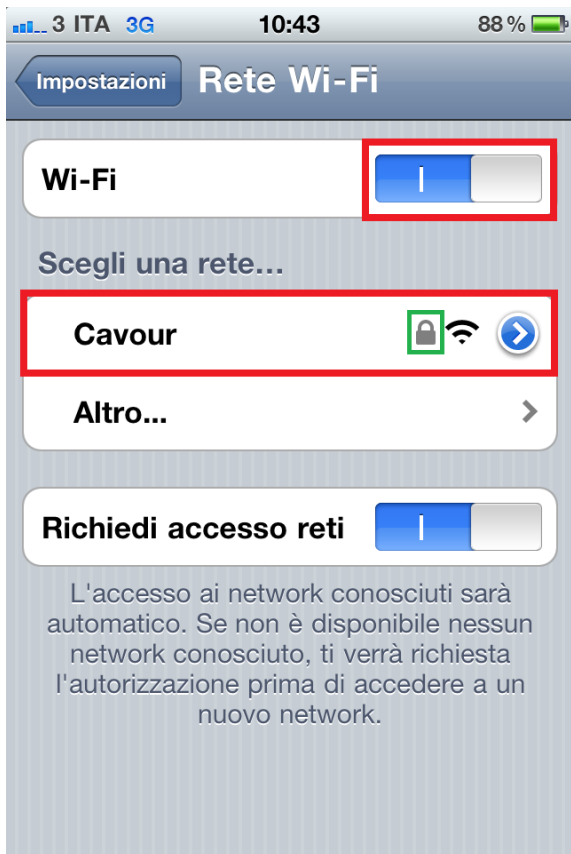 3 ITA 3G 10:43 88 %
Impostazioni Rete Wi-Fi
Wi-Fi
Scegli una rete...
Cavour
Altro...
Richiedi accesso reti
L'accesso ai network conosciuti sarà
automatico. Se non è disponibile nessun
network conosciuto, ti verrà richiesta
l'autorizzazione prima di accedere a un
nuovo network.